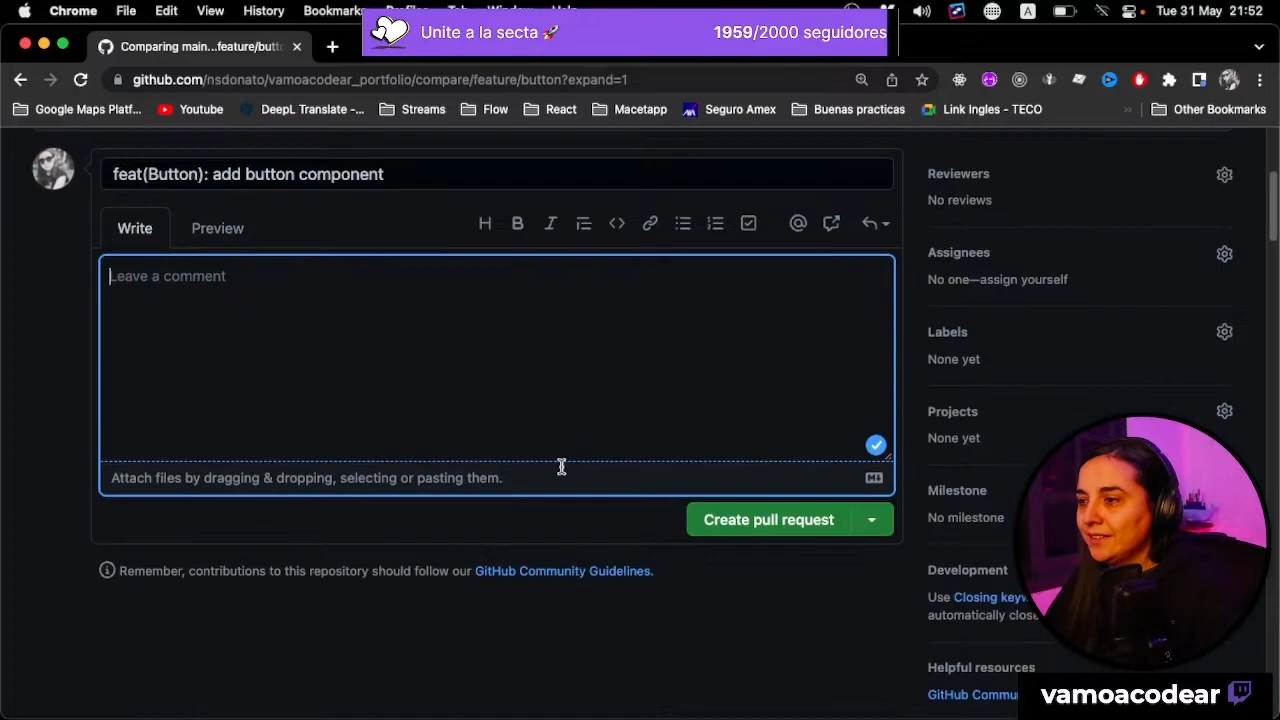 Chrome File Edit View History Bookmarks
A Tue 31 May 21:52
Unite a la secta 🚀 1959/2000 seguidores
Comparing main...feature/butto
github.com/nsdonato/vamoacodear_portfolio/compare/feature/button?expand=1
Google Maps Platf... Youtube DeepL Translate -... Streams Flow React Macetapp Seguro Amex Buenas practicas Link Ingles - TECO » Other Bookmarks
feat(Button): add button component
Write Preview
Leave a comment
Attach files by dragging & dropping, selecting or pasting them.
Create pull request
Remember, contributions to this repository should follow our GitHub Community Guidelines.
Reviewers
No reviews
Assignees
No one—assign yourself
Labels
None yet
Projects
None yet
Milestone
No milestone
Development
Use Closing keyw
automatically close
Helpful resources
GitHub Commu
vamoacodear